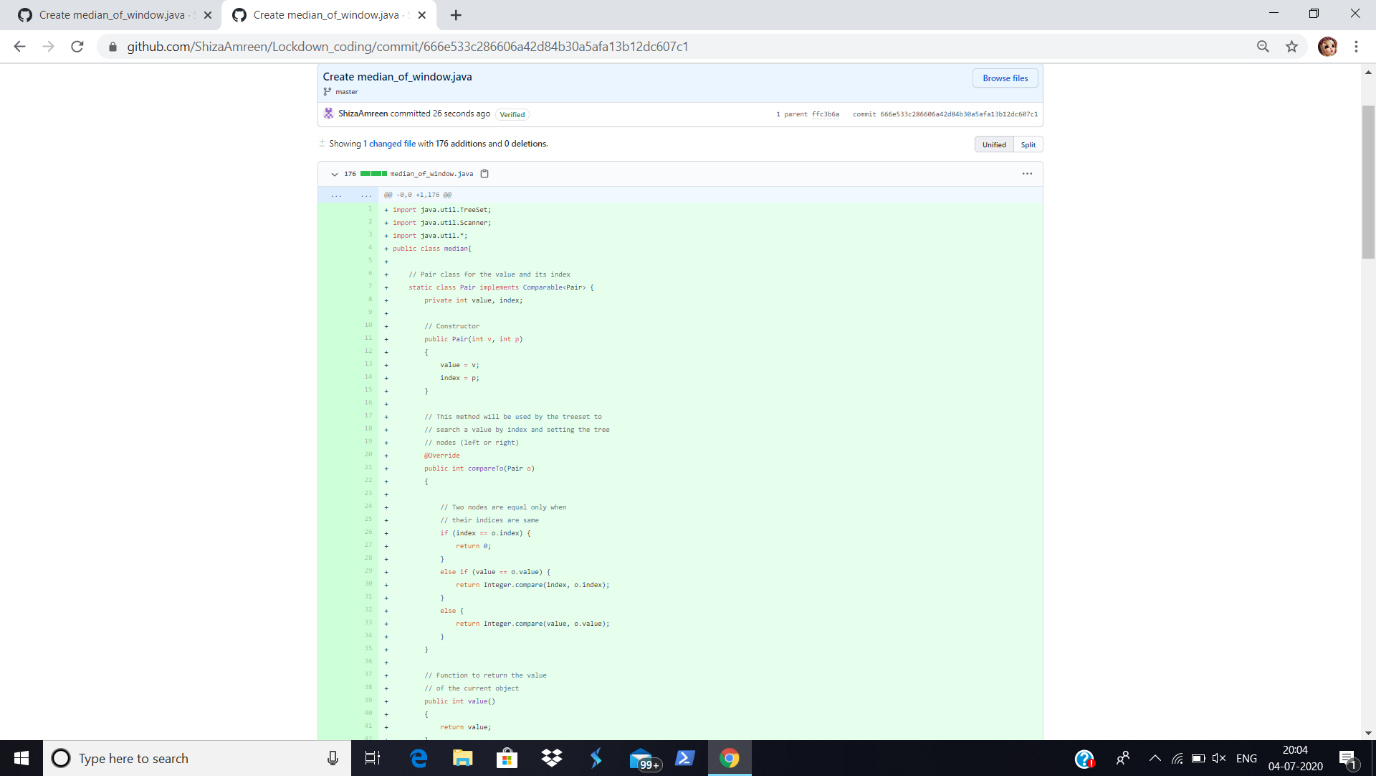 Create median_of_window.java ·
Create median_of_window.java ·
github.com/ShizaAmreen/Lockdown_coding/commit/666e533c286606a42d84b30a5afa13b12dc607c1
Create median_of_window.java
Browse files
master
ShizaAmreen committed 26 seconds ago Verified
1 parent ffc3b6a commit 666e533c286606a42d84b30a5afa13b12dc607c1
Showing 1 changed file with 176 additions and 0 deletions.
Unified Split
176 median_of_window.java
... ... @@ -0,0 +1,176 @@
1 + import java.util.TreeSet;
2 + import java.util.Scanner;
3 + import java.util.*;
4 + public class median{
5 +
6 + // Pair class for the value and its index
7 + static class Pair implements Comparable<Pair> {
8 + private int value, index;
9 +
10 + // Constructor
11 + public Pair(int v, int p)
12 + {
13 + value = v;
14 + index = p;
15 + }
16 +
17 + // This method will be used by the treeset to
18 + // search a value by index and setting the tree
19 + // nodes (left or right)
20 + @Override
21 + public int compareTo(Pair o)
22 + {
23 +
24 + // Two nodes are equal only when
25 + // their indices are same
26 + if (index == o.index) {
27 + return 0;
28 + }
29 + else if (value == o.value) {
30 + return Integer.compare(index, o.index);
31 + }
32 + else {
33 + return Integer.compare(value, o.value);
34 + }
35 + }
36 +
37 + // Function to return the value
38 + // of the current object
39 + public int value()
40 + {
41 + return value;
Type here to search
99+
ENG
20:04
04-07-2020
1